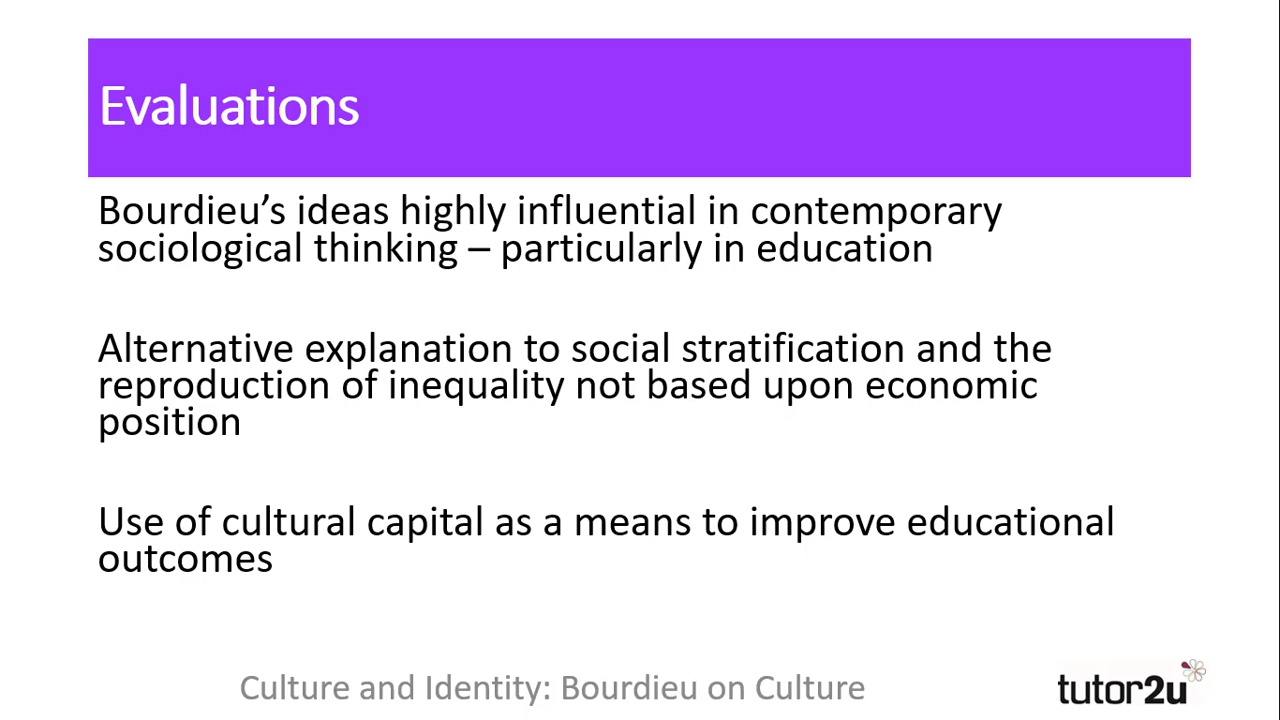 Evaluations
Bourdieu’s ideas highly influential in contemporary
sociological thinking – particularly in education
Alternative explanation to social stratification and the
reproduction of inequality not based upon economic
position
Use of cultural capital as a means to improve educational
outcomes
Culture and Identity: Bourdieu on Culture
tutor2u